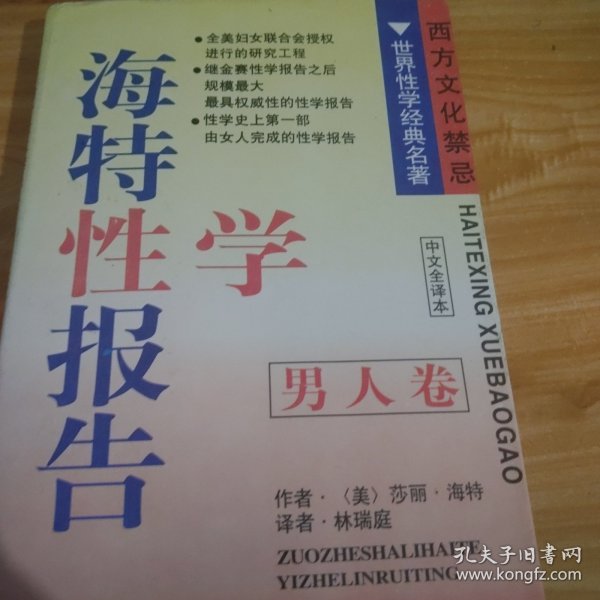 西方文化禁忌
▼世界性学经典名著
●全美妇女联合会授权
进行的研究工程
●继金赛性学报告之后
规模最大
最具权威性的性学报告
●性学史上第一部
由女人完成的性学报告
海特性学报告
HAITEXING XUEBAOGAO
中文全译本
男人卷
作者·〈美〉莎丽·海特
译者·林瑞庭
ZUOZHESHALIHAITE
YIZHELINRUITING
孔夫子旧书网
www.kongfz.com